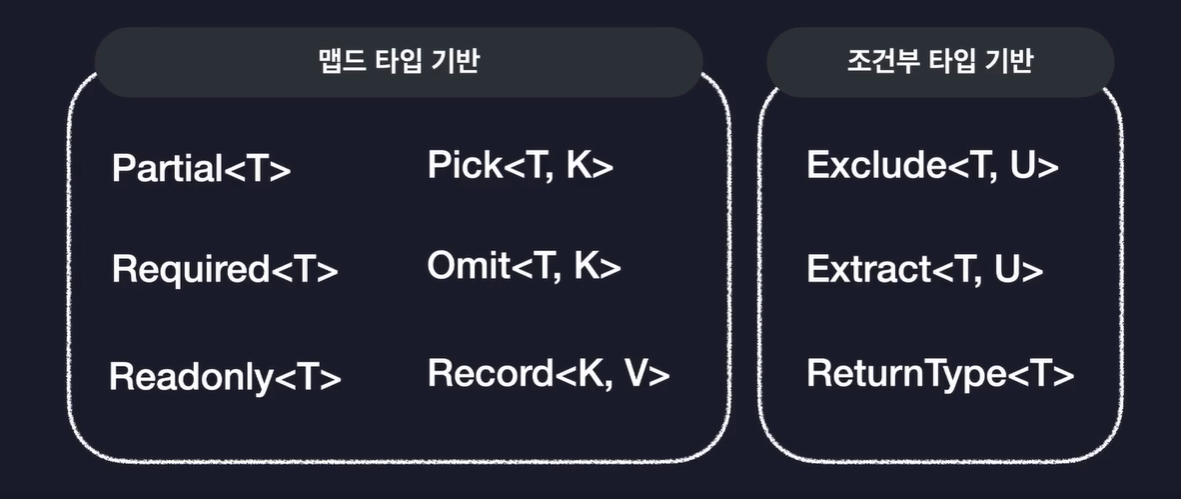 맵드 타입 기반
Partial<T>
Pick<T, K>
Required<T>
Omit<T, K>
Readonly<T>
Record<K, V>
조건부 타입 기반
Exclude<T, U>
Extract<T, U>
ReturnType<T>